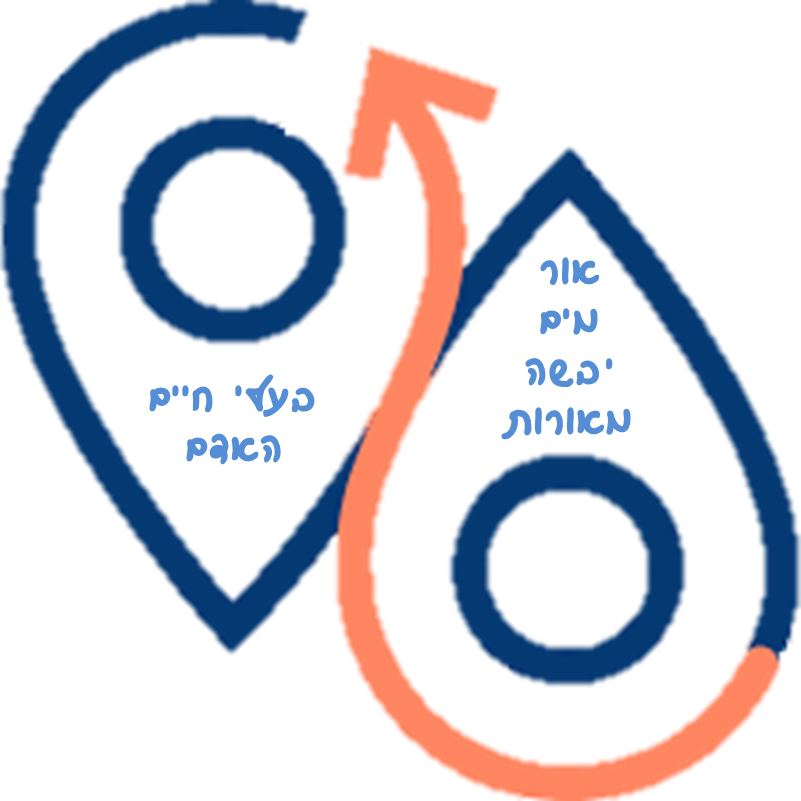 אור
מים
יבשה
מאורות
בעלי חיים
האדם